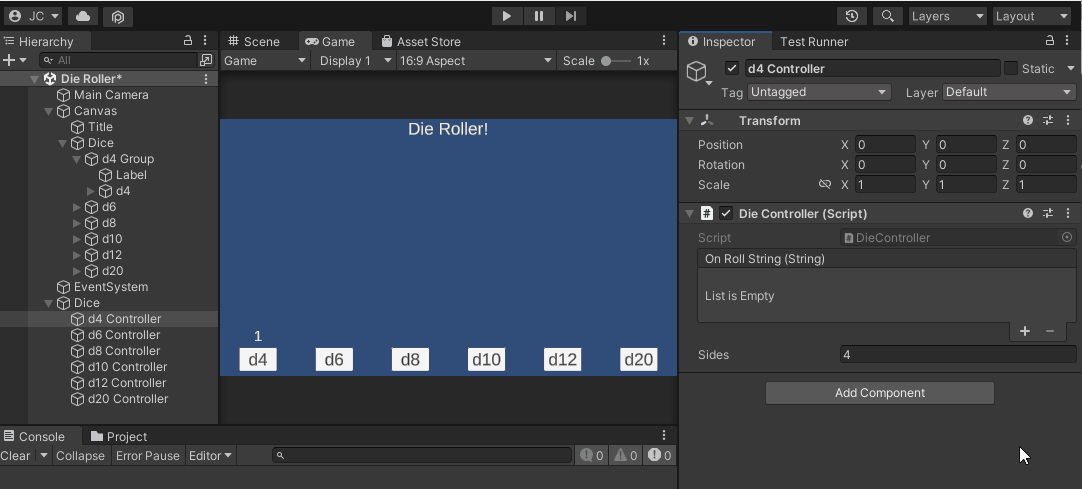 JC
Layers
Layout
Hierarchy
All
Die Roller*
Main Camera
Canvas
Title
Dice
d4 Group
Label
d4
d6
d8
d10
d12
d20
EventSystem
Dice
d4 Controller
d6 Controller
d8 Controller
d10 Controller
d12 Controller
d20 Controller
Scene
Game
Asset Store
Game
Display 1
16:9 Aspect
Scale
1x
Die Roller!
1
d4 d6 d8 d10 d12 d20
Console
Project
Clear
Collapse
Error Pause
Editor
0
0
0
Inspector
Test Runner
d4 Controller
Static
Tag Untagged
Layer Default
Transform
Position X 0 Y 0 Z 0
Rotation X 0 Y 0 Z 0
Scale X 1 Y 1 Z 1
# Die Controller (Script)
Script DieController
On Roll String (String)
List is Empty
Sides 4
Add Component